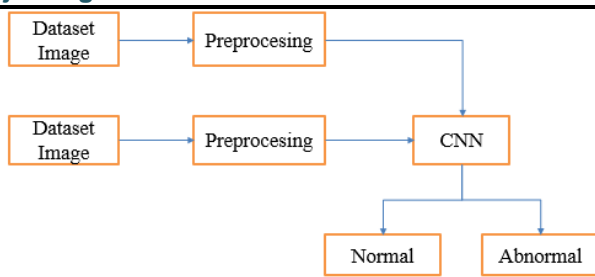 Dataset
Image
Preprocesing
Dataset
Image
Preprocesing
CNN
Normal
Abnormal